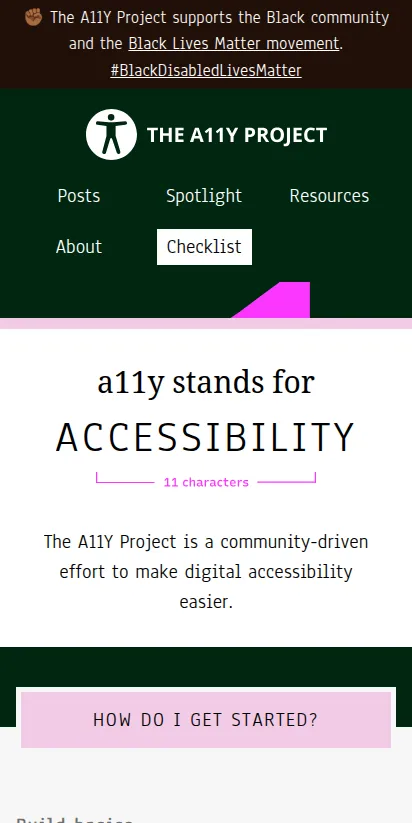 ✊🏾 The A11Y Project supports the Black community
and the Black Lives Matter movement.
#BlackDisabledLivesMatter
THE A11Y PROJECT
Posts Spotlight Resources
About Checklist
a11y stands for
ACCESSIBILITY
11 characters
The A11Y Project is a community-driven
effort to make digital accessibility
easier.
HOW DO I GET STARTED?
Build basics